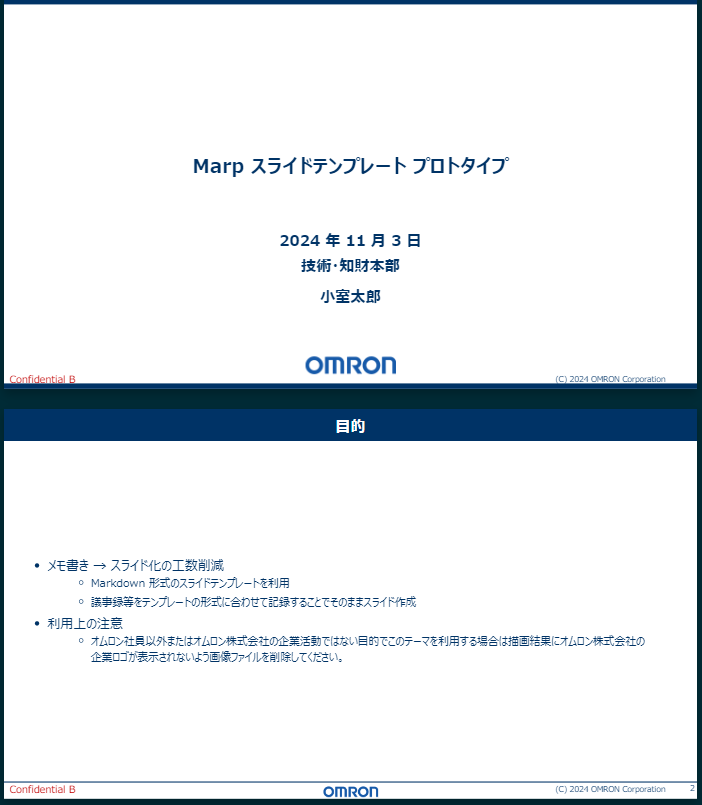 Marp スライドテンプレート プロトタイプ
2024 年 11 月 3 日
技術・知財本部
小室太郎
OMRON
Confidential B
(C) 2024 OMRON Corporation
目的
• メモ書き → スライド化の工数削減
◦ Markdown 形式のスライドテンプレートを利用
◦ 議事録等をテンプレートの形式に合わせて記録することでそのままスライド作成
• 利用上の注意
◦ オムロン社員以外またはオムロン株式会社の企業活動ではない目的でこのテーマを利用する場合は描画結果にオムロン株式会社の
企業ロゴが表示されないよう画像ファイルを削除してください。
Confidential B
OMRON
(C) 2024 OMRON Corporation
2